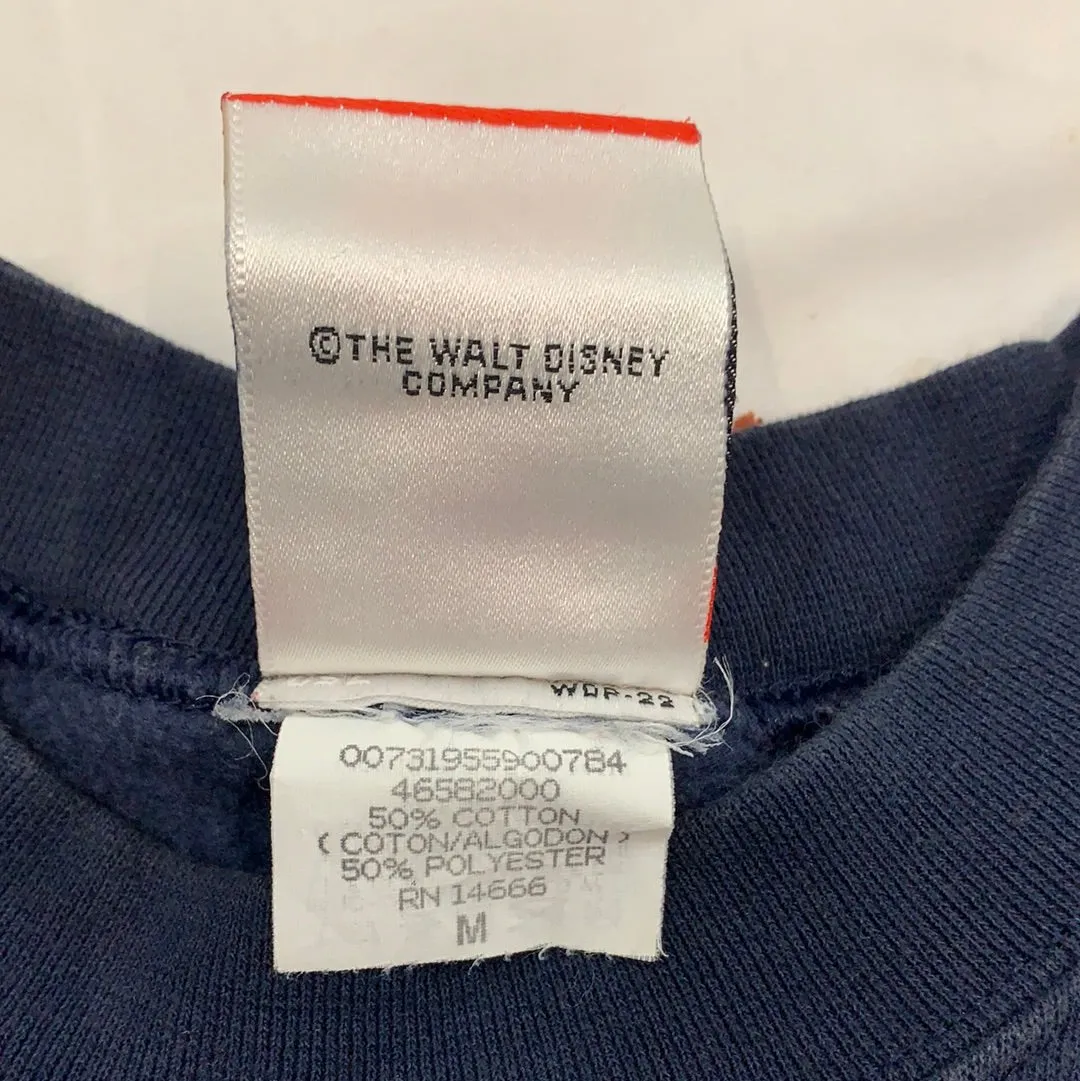 ©THE WALT DISNEY
COMPANY
WDP-22
00731955900784
46582000
50% COTTON
(COTON/ALGODON)
50% POLYESTER
RN 14666
M